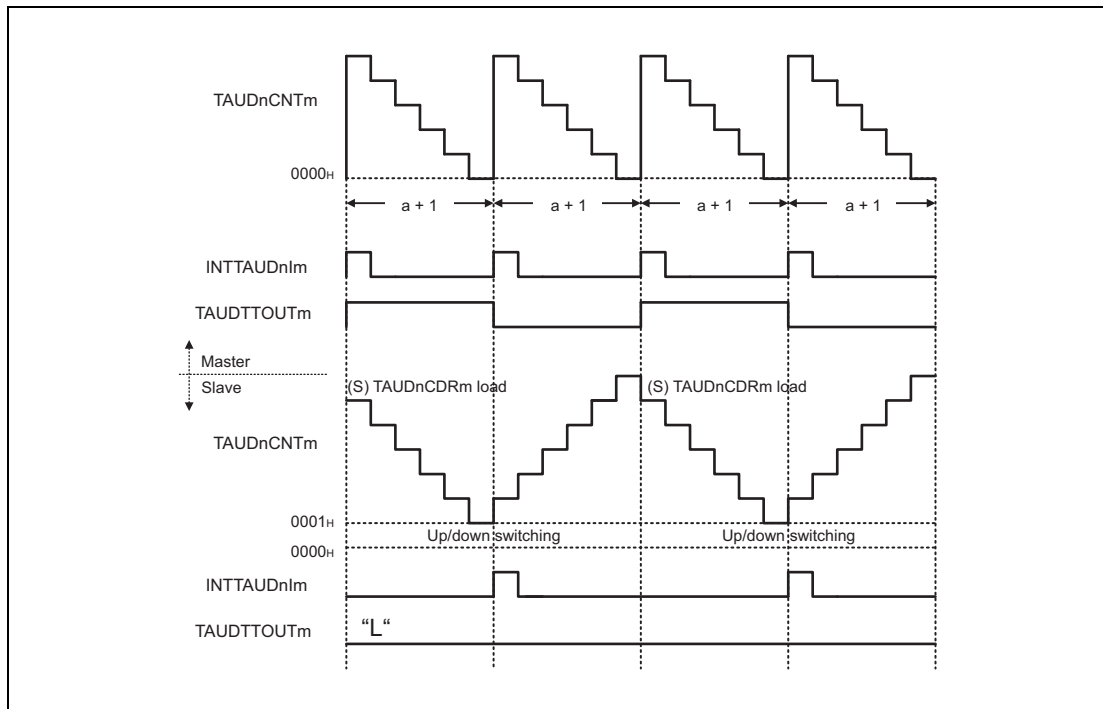 TAUDnCNTm
0000H
a + 1 a + 1 a + 1 a + 1
INTTAUDnIm
TAUDTTOUTm
Master
Slave
(S) TAUDnCDRm load (S) TAUDnCDRm load
TAUDnCNTm
0001H
Up/down switching Up/down switching
0000H
INTTAUDnIm
TAUDTTOUTm
“L“